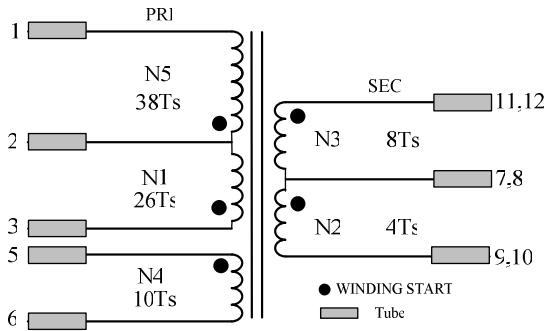 PRI
1
N5
38Ts
SEC
11,12
N3 8Ts
2
7,8
N1
26Ts
3
N2 4Ts
5
9,10
N4
10Ts
WINDING START
6
Tube